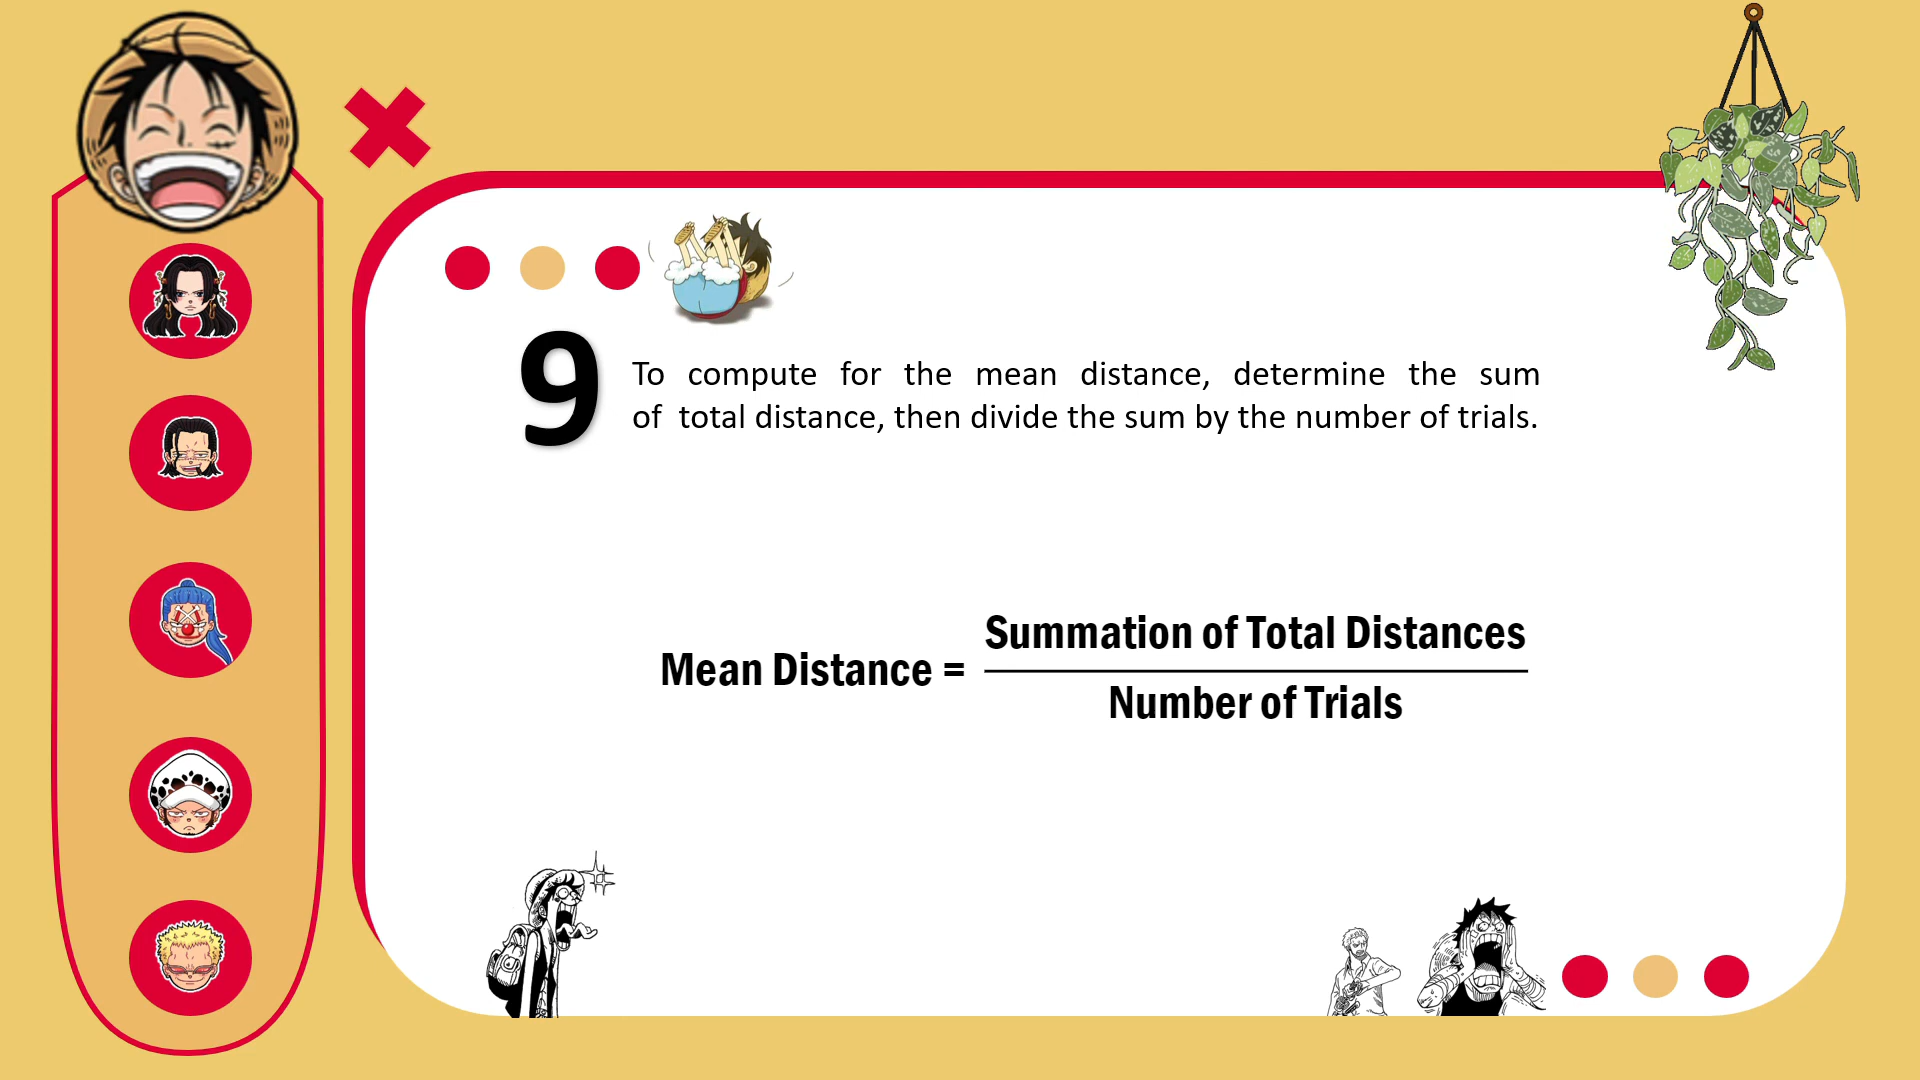 9
To compute for the mean distance, determine the sum
of total distance, then divide the sum by the number of trials.
Mean Distance =
Summation of Total Distances
Number of Trials